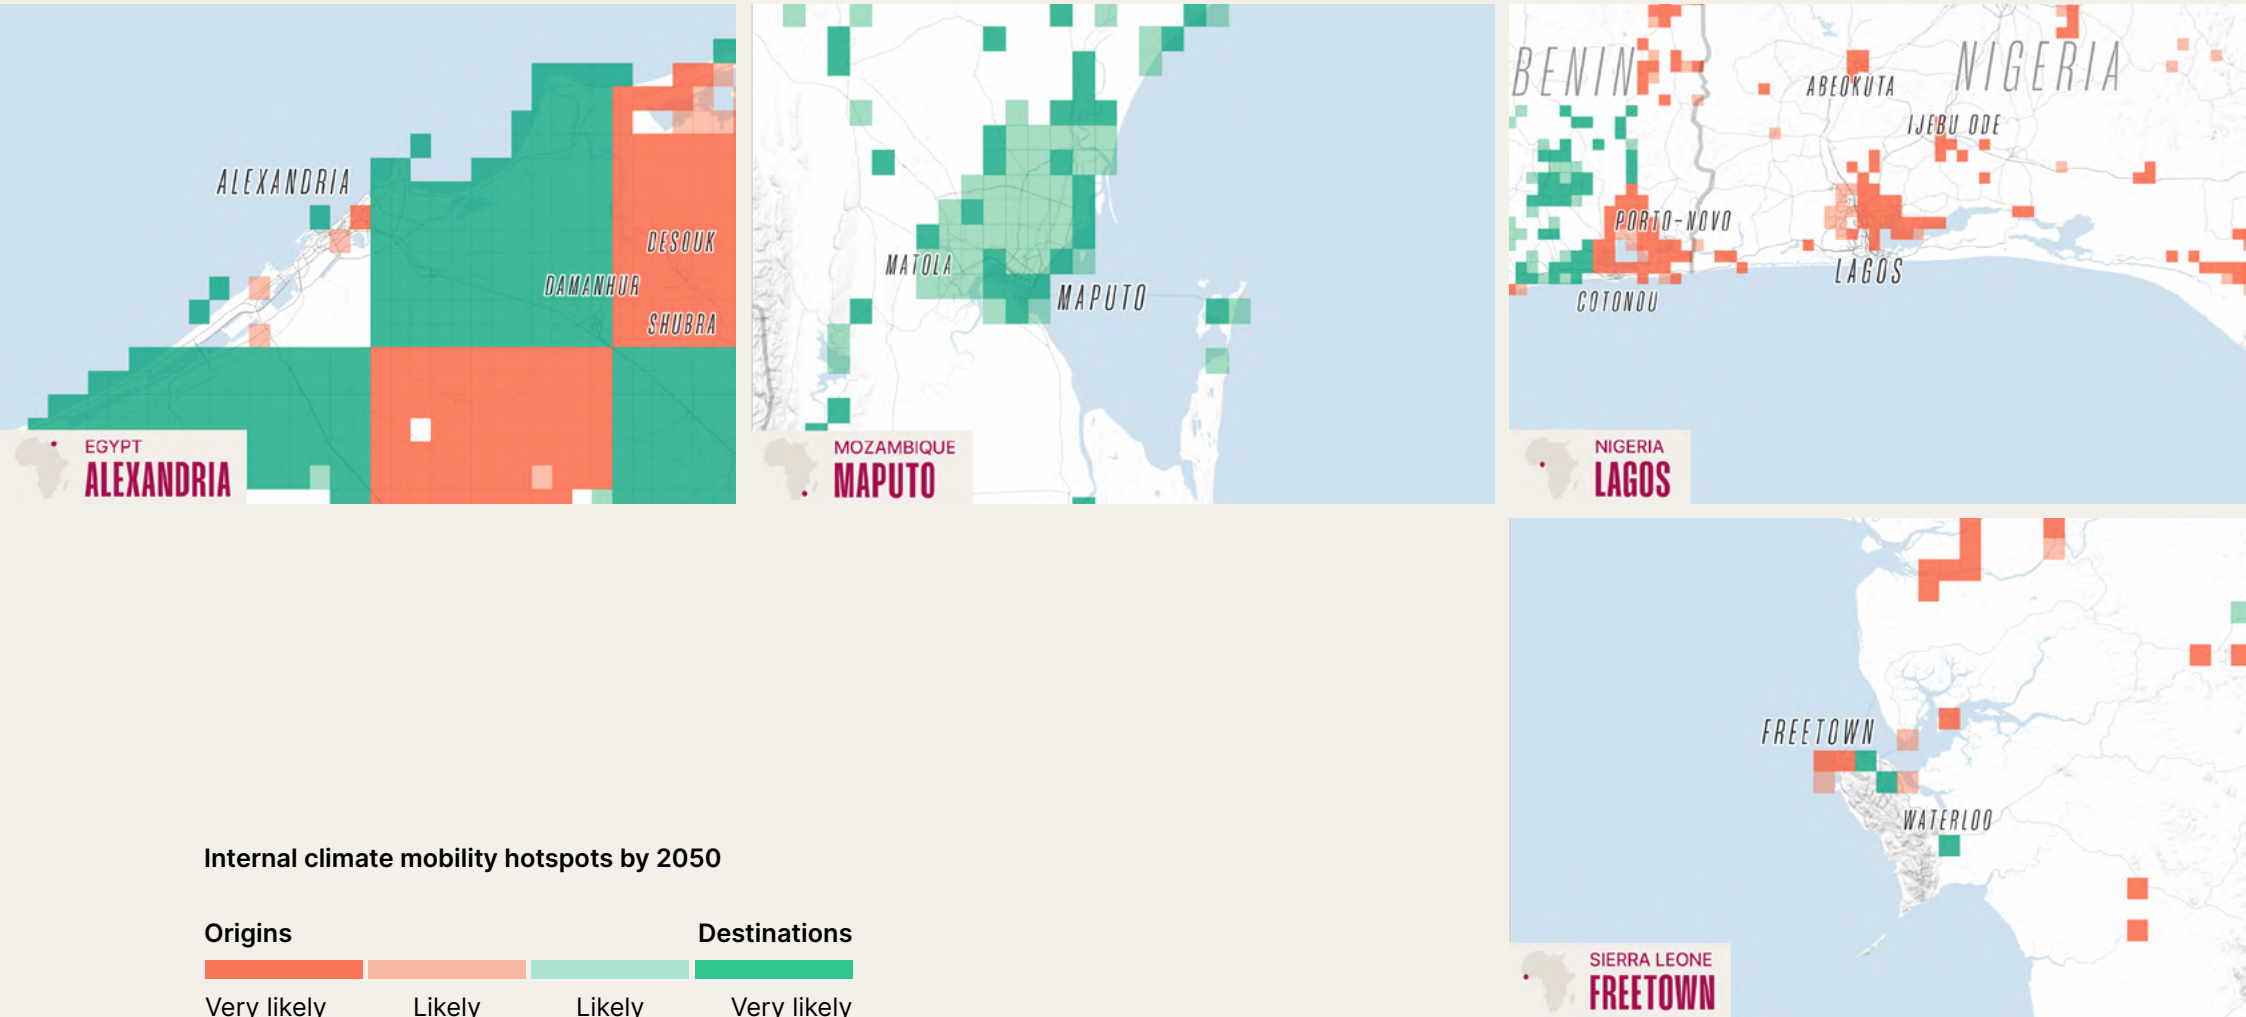 ALEXANDRIA
DESOUK
DAMANHUR
SHUBRA
EGYPT
ALEXANDRIA
MATOLA
MAPUTO
MOZAMBIQUE
MAPUTO
BENIN
NIGERIA
ABEOKUTA
IJEBU ODE
PORTO-NOVO
LAGOS
COTONOU
NIGERIA
LAGOS
FREETOWN
WATERLOO
SIERRA LEONE
FREETOWN
Internal climate mobility hotspots by 2050
Origins Destinations
Very likely Likely Likely Very likely